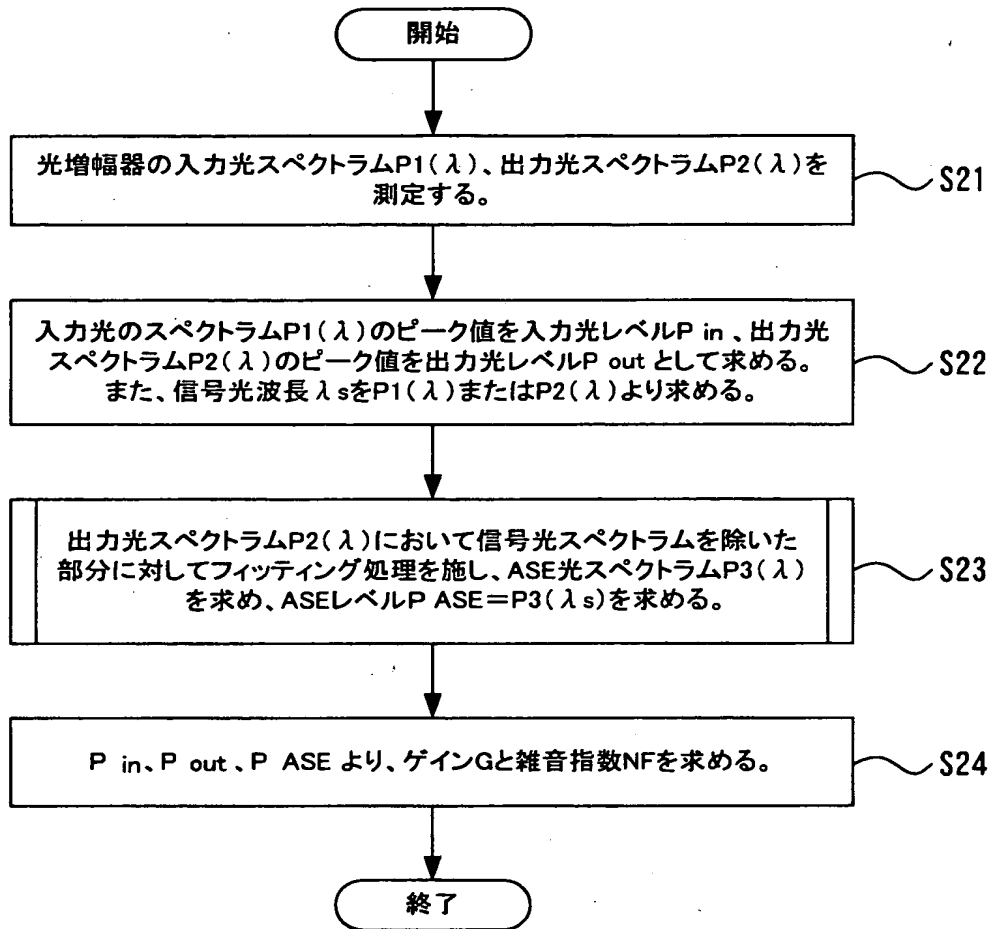 開始
光増幅器の入力光スペクトラムP1(λ)、出力光スペクトラムP2(λ)を
測定する。
S21
入力光のスペクトラムP1(λ)のピーク値を入力光レベルP in 、出力光
スペクトラムP2(λ)のピーク値を出力光レベルP out として求める。
また、信号光波長λsをP1(λ)またはP2(λ)より求める。
S22
出力光スペクトラムP2(λ)において信号光スペクトラムを除いた
部分に対してフィッティング処理を施し、ASE光スペクトラムP3(λ)
を求め、ASEレベルP ASE＝P3(λs)を求める。
S23
P in、P out 、P ASE より、ゲインGと雑音指数NFを求める。
S24
終了